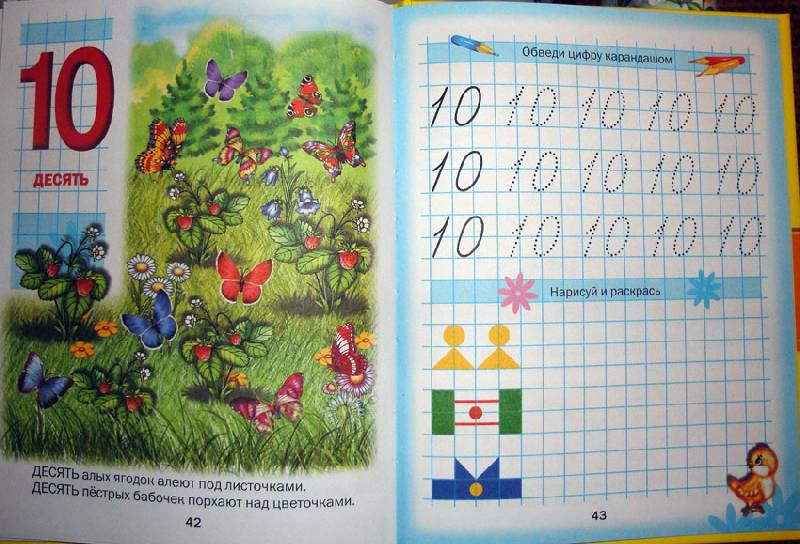 10
ДЕСЯТЬ
ДЕСЯТЬ алых ягодок алеют под листочками.
ДЕСЯТЬ пёстрых бабочек порхают над цветочками.
42
Обведи цифру карандашом
10 10 10 10 10
10 10 10 10 10
10 10 10 10 10
Нарисуй и раскрась
43